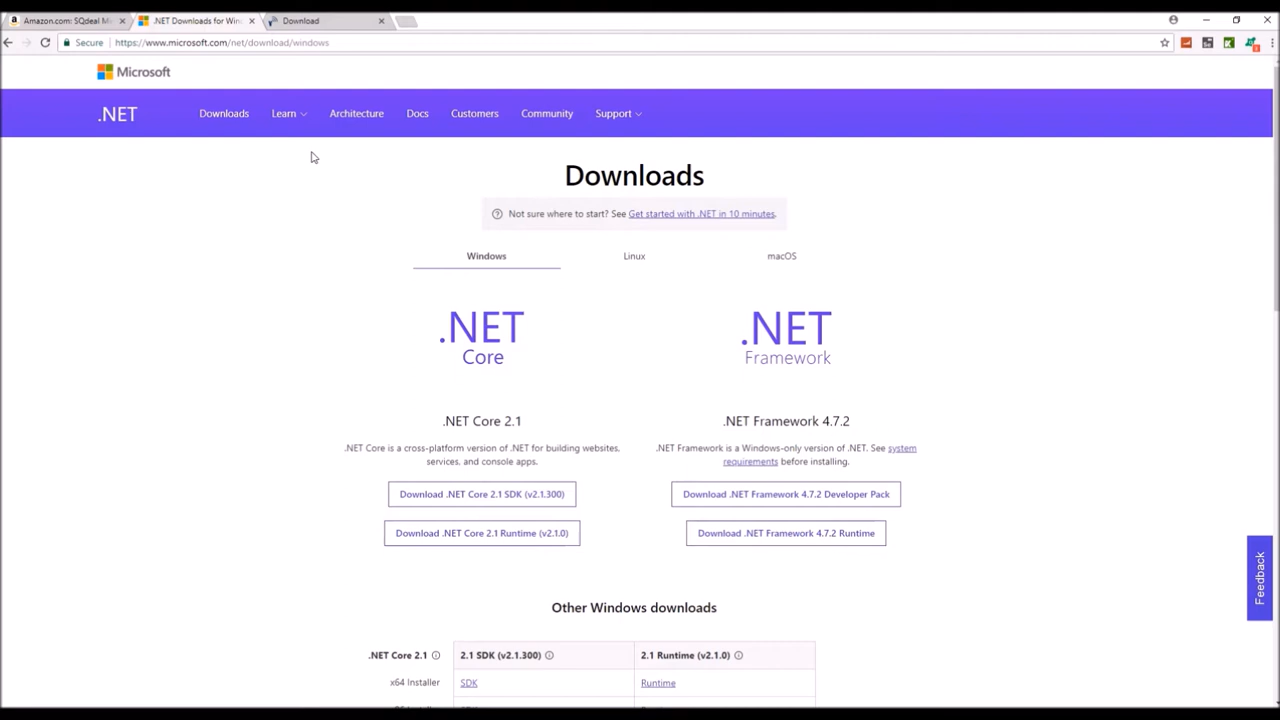 Amazon.com: SQdeal M
.NET Downloads for Win
Download
Secure
https://www.microsoft.com/net/download/windows
Microsoft
.NET
Downloads
Learn
Architecture
Docs
Customers
Community
Support
Downloads
Not sure where to start? See Get started with .NET in 10 minutes.
Windows
Linux
macOS
.NET
Core
.NET
Framework
.NET Core 2.1
.NET Framework 4.7.2
.NET Core is a cross-platform version of .NET for building websites,
services, and console apps.
.NET Framework is a Windows-only version of .NET. See system
requirements before installing.
Download .NET Core 2.1 SDK (v2.1.300)
Download .NET Framework 4.7.2 Developer Pack
Download .NET Core 2.1 Runtime (v2.1.0)
Download .NET Framework 4.7.2 Runtime
Feedback
Other Windows downloads
.NET Core 2.1
2.1 SDK (v2.1.300)
2.1 Runtime (v2.1.0)
x64 Installer
SDK
Runtime